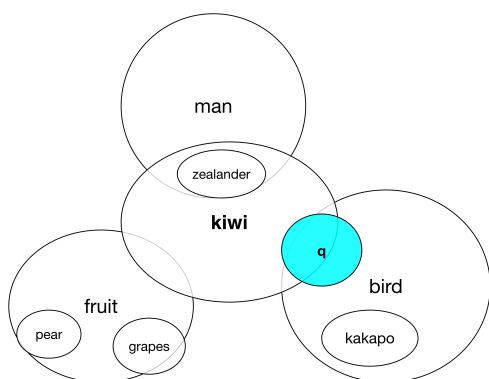 man
zealander
kiwi
q
bird
fruit
pear
grapes
kakapo